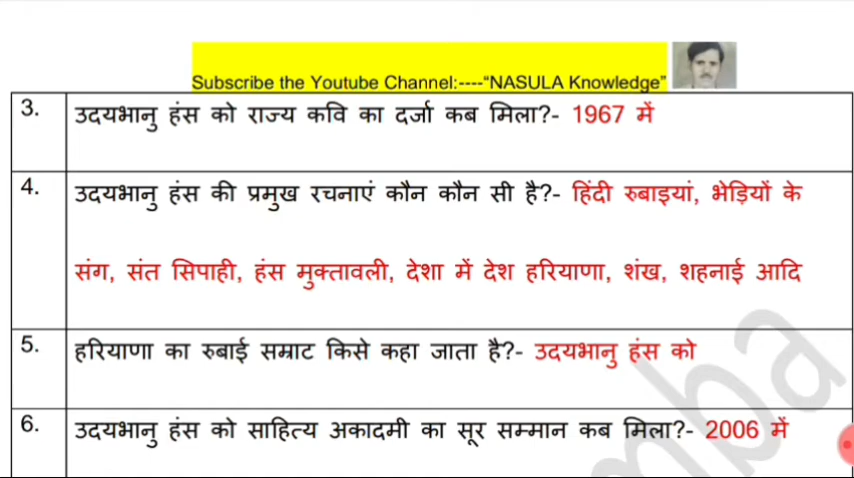 Subscribe the Youtube Channel:----“NASULA Knowledge”
3. उदयभानु हंस को राज्य कवि का दर्जा कब मिला?- 1967 में
4. उदयभानु हंस की प्रमुख रचनाएं कौन कौन सी है?- हिंदी रुबाइयां, भेड़ियों के
संग, संत सिपाही, हंस मुक्तावली, देशा में देश हरियाणा, शंख, शहनाई आदि
5. हरियाणा का रुबाई सम्राट किसे कहा जाता है?- उदयभानु हंस को
6. उदयभानु हंस को साहित्य अकादमी का सूर सम्मान कब मिला?- 2006 में